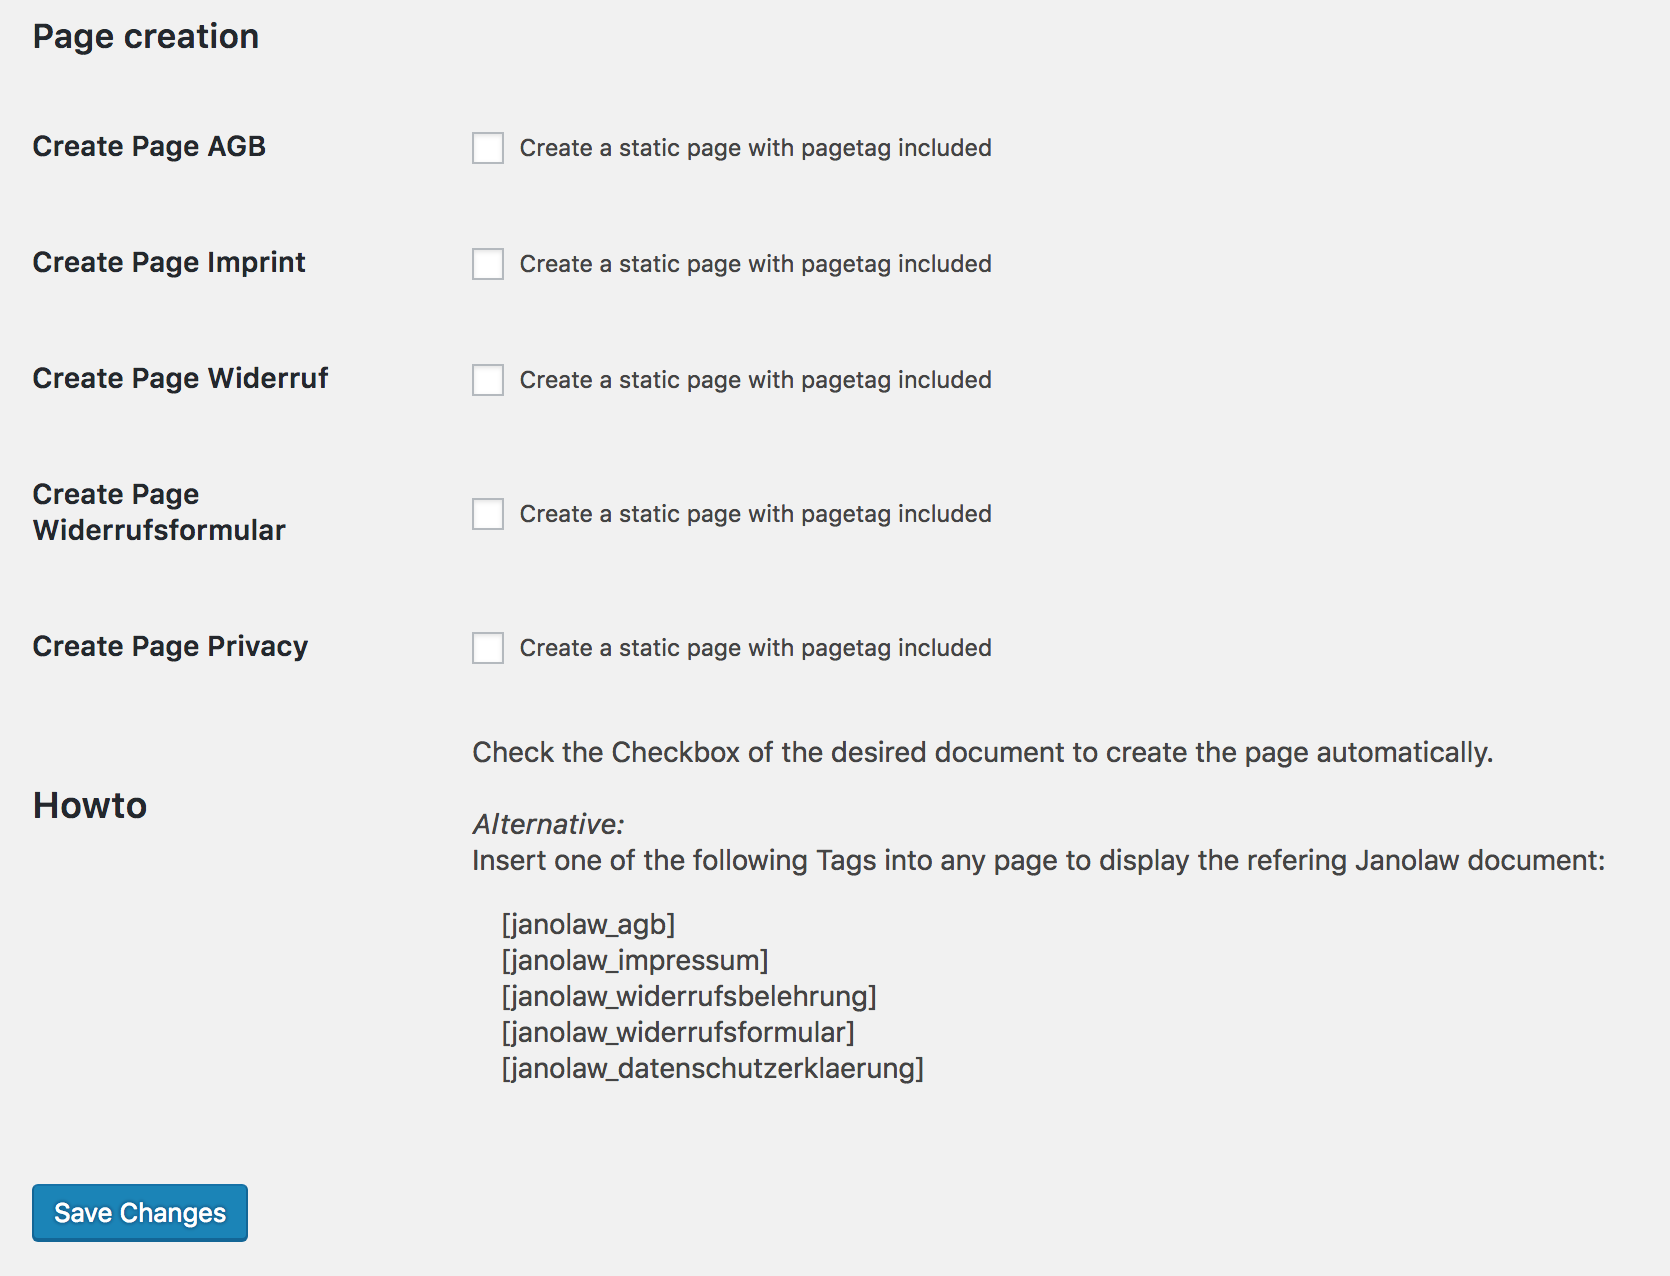 Page creation
Create Page AGB
Create a static page with pagetag included
Create Page Imprint
Create a static page with pagetag included
Create Page Widerruf
Create a static page with pagetag included
Create Page
Widerrufsformular
Create a static page with pagetag included
Create Page Privacy
Create a static page with pagetag included
Howto
Check the Checkbox of the desired document to create the page automatically.
Alternative:
Insert one of the following Tags into any page to display the refering Janolaw document:
[janolaw_agb]
[janolaw_impressum]
[janolaw_widerrufsbelehrung]
[janolaw_widerrufsformular]
[janolaw_datenschutzerklaerung]
Save Changes